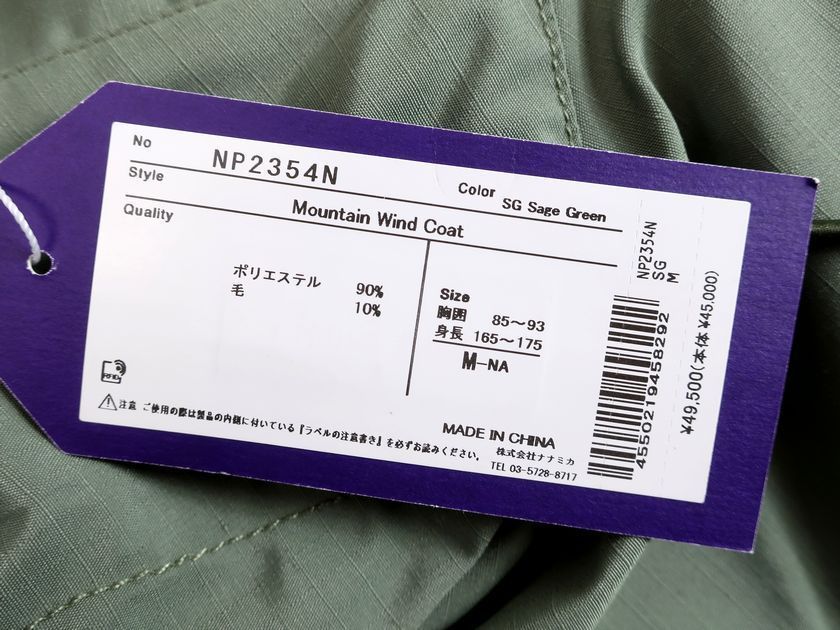 No NP2354N
Style Color SG Sage Green
Quality Mountain Wind Coat
ポリエステル 90%
毛 10%
Size
胸囲 85～93
身長 165～175
M-NA
RFID
注意 ご使用の際は製品の内側に付いている『ラベルの注意書き』を必ずお読みください。
MADE IN CHINA
株式会社ナナミカ
TEL 03-5728-8717
NP2354N
SG
M
4550219458292
¥49,500(本体¥45,000)